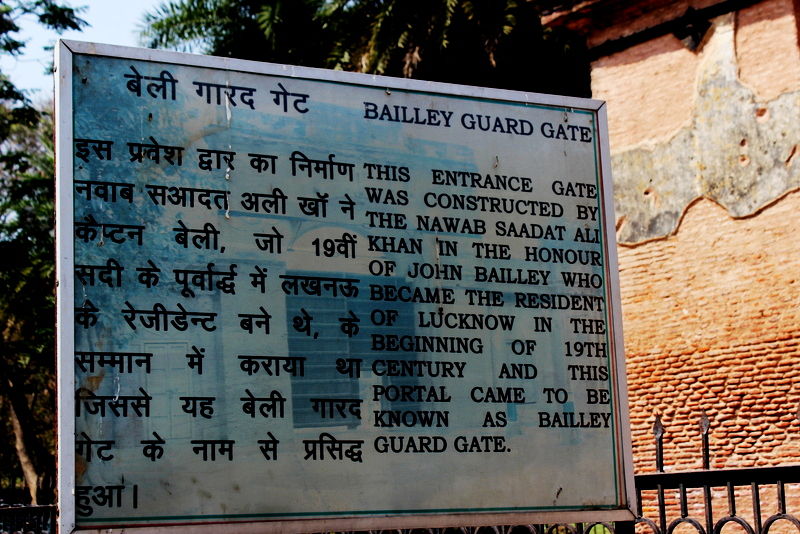 बेली गारद गेट
इस प्रवेश द्वार का निर्माण
नवाब सआदत अली खॉ ने
कैप्टन बेली, जो 19वीं
सदी के पूर्वार्द्ध में लखनऊ
के रेजीडेन्ट बने थे, के
सम्मान में कराया था
जिससे यह बेली गारद
गेट के नाम से प्रसिद्ध
हुआ।
BAILLEY GUARD GATE
THIS ENTRANCE GATE
WAS CONSTRUCTED BY
THE NAWAB SAADAT ALI
KHAN IN THE HONOUR
OF JOHN BAILLEY WHO
BECAME THE RESIDENT
OF LUCKNOW IN THE
BEGINNING OF 19TH
CENTURY AND THIS
PORTAL CAME TO BE
KNOWN AS BAILLEY
GUARD GATE.